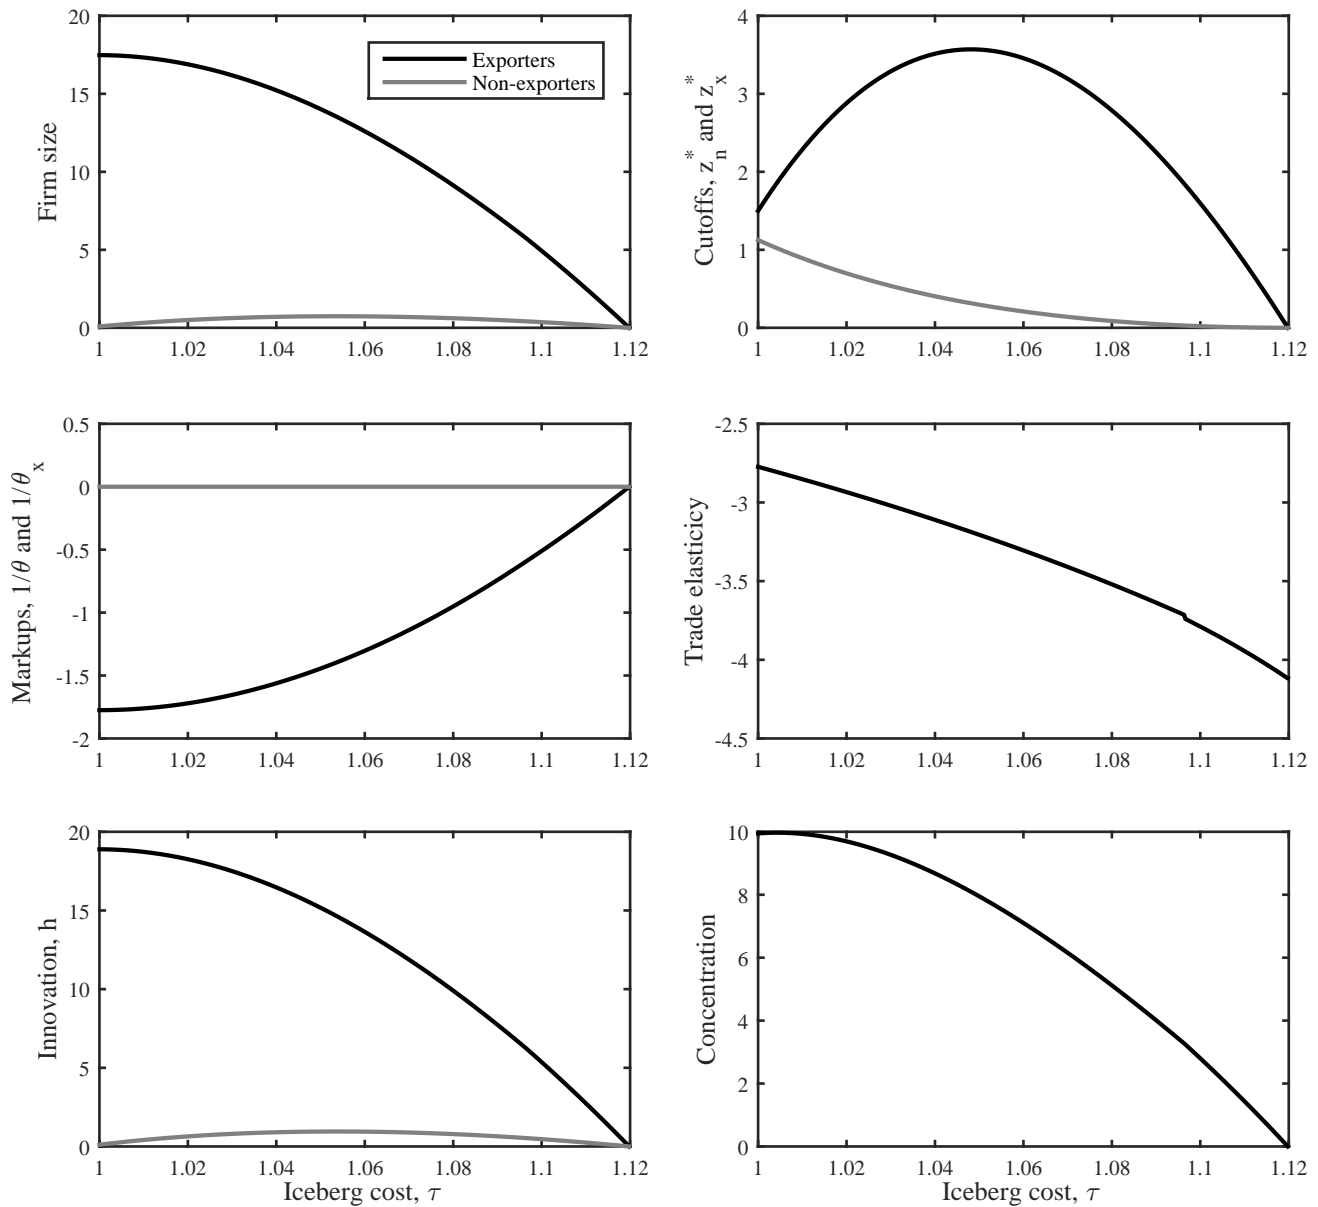 Firm size
20
15
10
5
0
1 1.02 1.04 1.06 1.08 1.1 1.12
Exporters
Non-exporters
Cutoffs, z*n and z*x
4
3
2
1
0
1 1.02 1.04 1.06 1.08 1.1 1.12
Markups, 1/θ and 1/θx
0.5
0
-0.5
-1
-1.5
-2
1 1.02 1.04 1.06 1.08 1.1 1.12
Trade elasticicy
-2.5
-3
-3.5
-4
-4.5
1 1.02 1.04 1.06 1.08 1.1 1.12
Innovation, h
20
15
10
5
0
1 1.02 1.04 1.06 1.08 1.1 1.12
Iceberg cost, τ
Concentration
10
8
6
4
2
0
1 1.02 1.04 1.06 1.08 1.1 1.12
Iceberg cost, τ